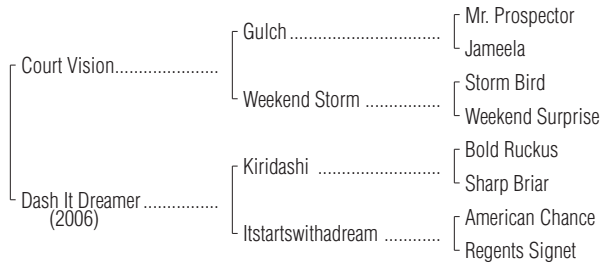 Mr. Prospector
Gulch
Jameela
Court Vision
Storm Bird
Weekend Storm
Weekend Surprise
Bold Ruckus
Kiridashi
Sharp Briar
Dash It Dreamer
(2006)
American Chance
Itstartswithadream
Regents Signet